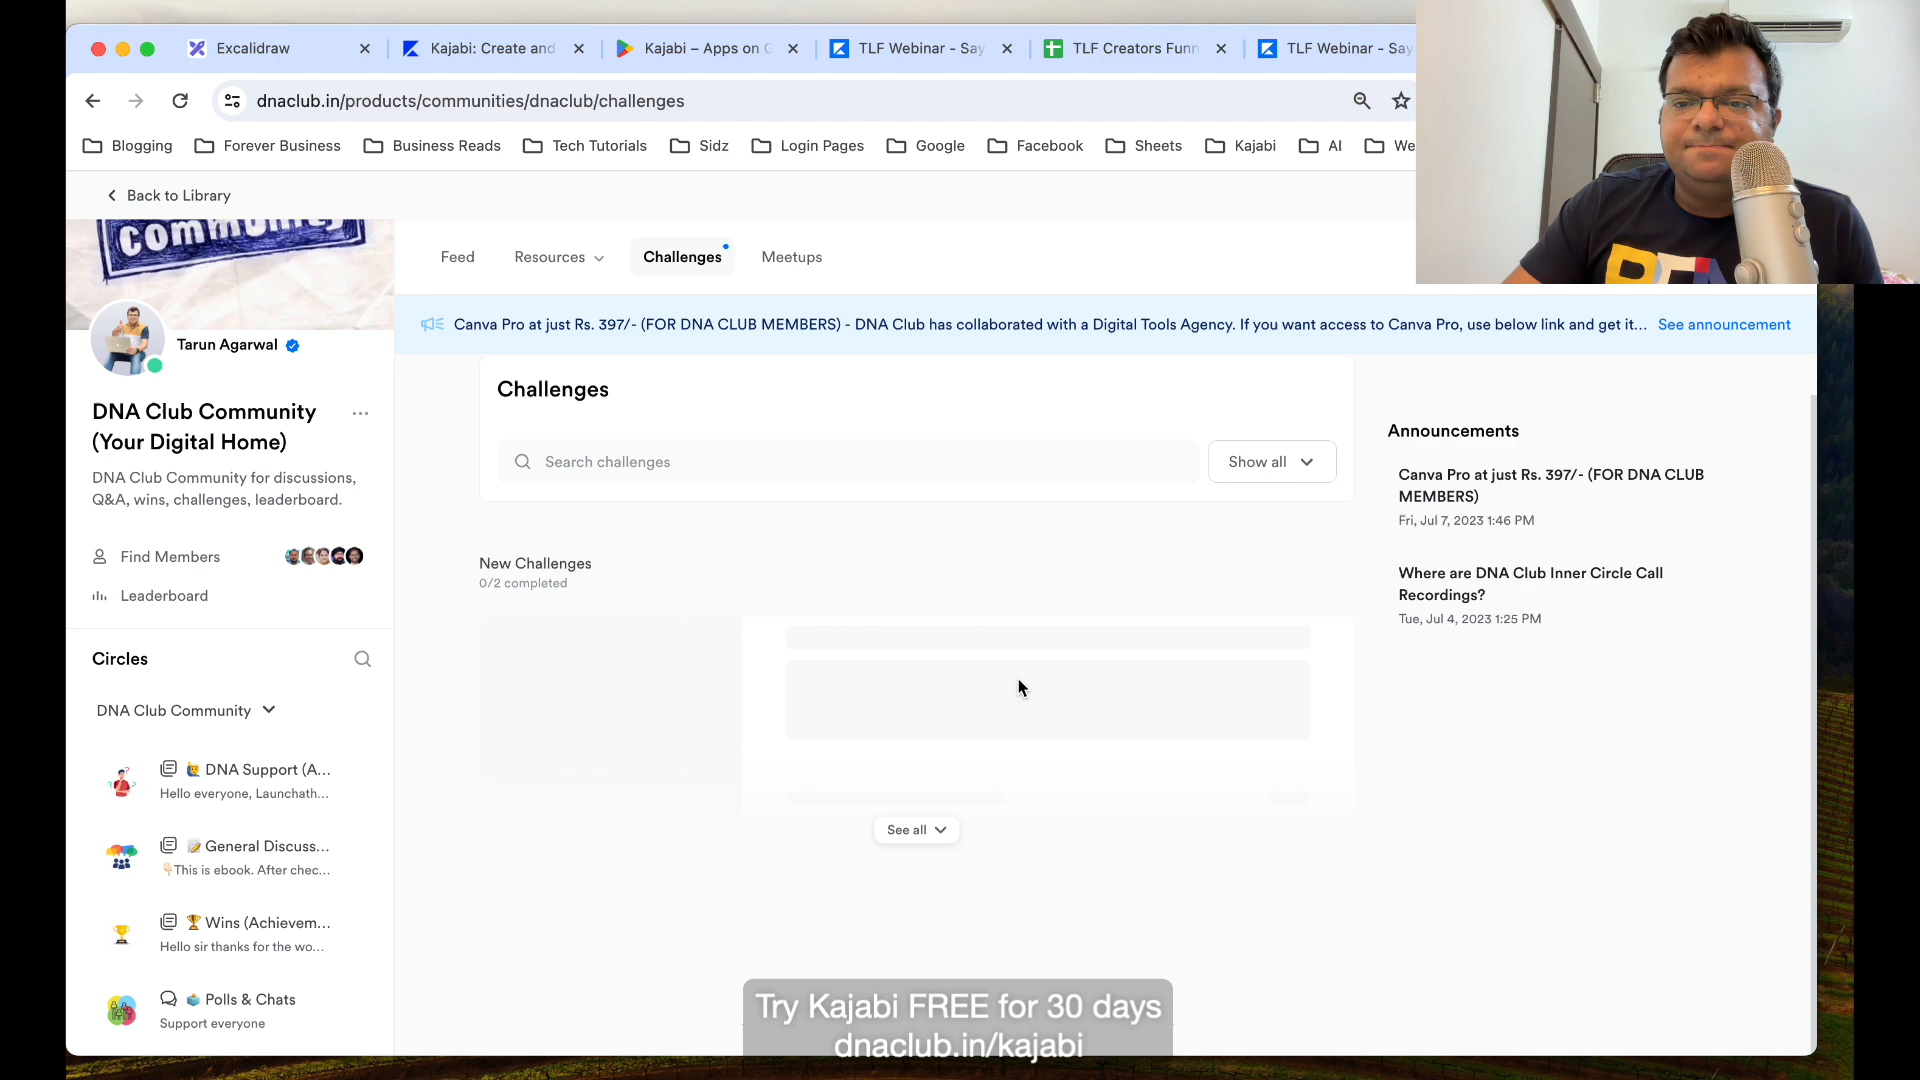 Excalidraw
Kajabi: Create and
Kajabi – Apps on G
TLF Webinar - Say
TLF Creators Funn
TLF Webinar - Say
dnaclub.in/products/communities/dnaclub/challenges
Blogging
Forever Business
Business Reads
Tech Tutorials
Sidz
Login Pages
Google
Facebook
Sheets
Kajabi
AI
We
Back to Library
community
Tarun Agarwal
DNA Club Community
(Your Digital Home)
DNA Club Community for discussions,
Q&A, wins, challenges, leaderboard.
Find Members
Leaderboard
Circles
DNA Club Community
DNA Support (A...
Hello everyone, Launchath...
General Discuss...
👇🏻This is ebook. After chec...
Wins (Achievem...
Hello sir thanks for the wo...
Polls & Chats
Support everyone
Feed
Resources
Challenges
Meetups
Canva Pro at just Rs. 397/- (FOR DNA CLUB MEMBERS) - DNA Club has collaborated with a Digital Tools Agency. If you want access to Canva Pro, use below link and get it...
See announcement
Challenges
Search challenges
Show all
New Challenges
0/2 completed
See all
Announcements
Canva Pro at just Rs. 397/- (FOR DNA CLUB
MEMBERS)
Fri, Jul 7, 2023 1:46 PM
Where are DNA Club Inner Circle Call
Recordings?
Tue, Jul 4, 2023 1:25 PM
Try Kajabi FREE for 30 days
dnaclub.in/kajabi